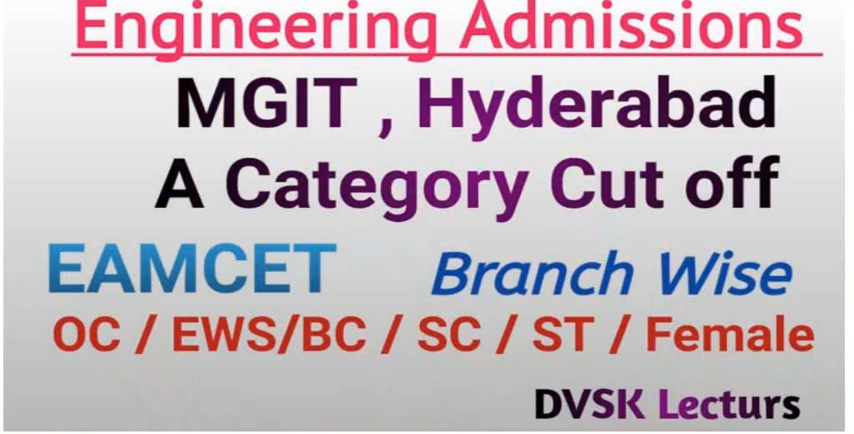 Engineering Admissions
MGIT , Hyderabad
A Category Cut off
EAMCET Branch Wise
OC / EWS/BC / SC / ST / Female
DVSK Lecturs